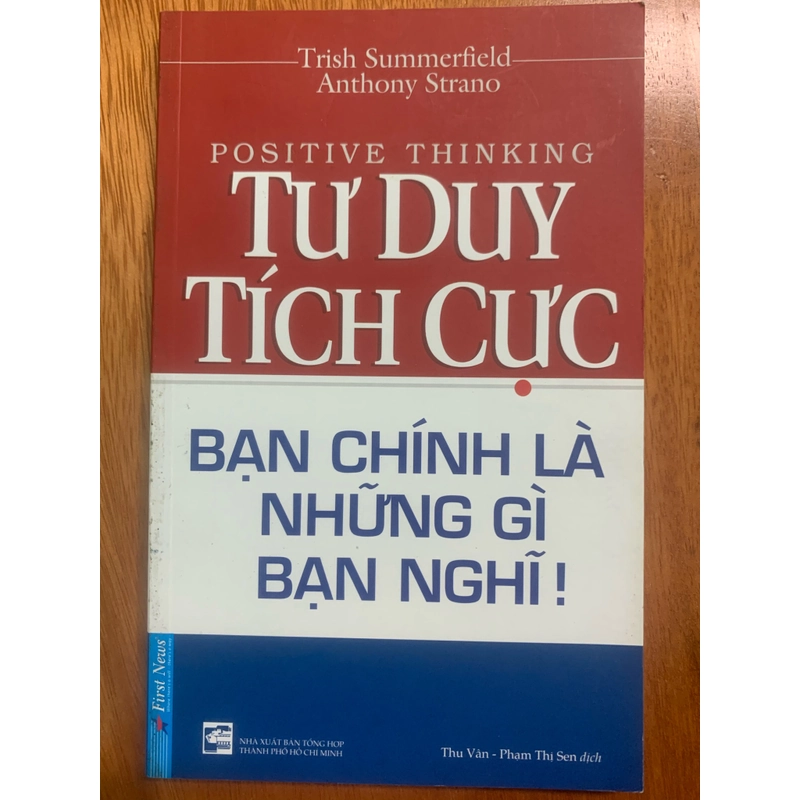 Trish Summerfield
Anthony Strano
POSITIVE THINKING
TƯ DUY
TÍCH CỰC
BẠN CHÍNH LÀ
NHỮNG GÌ
BẠN NGHĨ !
First News
NHÀ XUẤT BẢN TỔNG HỢP
THÀNH PHỐ HỒ CHÍ MINH
Thu Vân - Phạm Thị Sen dịch